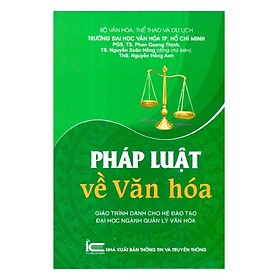 BỘ VĂN HÓA, THỂ THAO VÀ DU LỊCH
TRƯỜNG ĐẠI HỌC VĂN HÓA TP. HỒ CHÍ MINH
PGS. TS. Phan Quang Thịnh,
TS. Nguyễn Xuân Hồng (đồng chủ biên),
ThS. Nguyễn Hồng Anh
PHÁP LUẬT
về Văn hóa
GIÁO TRÌNH DÀNH CHO HỆ ĐÀO TẠO
ĐẠI HỌC NGÀNH QUẢN LÝ VĂN HÓA
NHÀ XUẤT BẢN THÔNG TIN VÀ TRUYỀN THÔNG